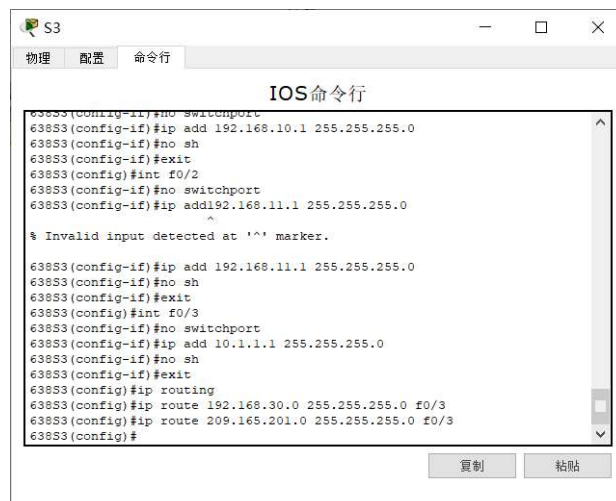 S3
物理 配置 命令行
IOS命令行
638S3(config-if)#no switchport
638S3(config-if)#ip add 192.168.10.1 255.255.255.0
638S3(config-if)#no sh
638S3(config-if)#exit
638S3(config)#int f0/2
638S3(config-if)#no switchport
638S3(config-if)#ip add192.168.11.1 255.255.255.0
^
% Invalid input detected at '^' marker.
638S3(config-if)#ip add 192.168.11.1 255.255.255.0
638S3(config-if)#no sh
638S3(config-if)#exit
638S3(config)#int f0/3
638S3(config-if)#no switchport
638S3(config-if)#ip add 10.1.1.1 255.255.255.0
638S3(config-if)#no sh
638S3(config-if)#exit
638S3(config)#ip routing
638S3(config)#ip route 192.168.30.0 255.255.255.0 f0/3
638S3(config)#ip route 209.165.201.0 255.255.255.0 f0/3
638S3(config)#
复制 粘贴